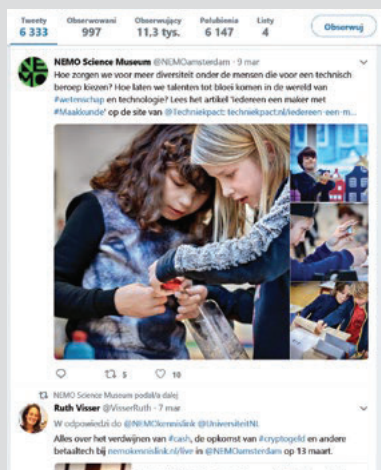 Tweety Obserwowani Obserwujący Polubienia Listy
6 333 997 11,3 tys. 6 147 4 Obserwuj
NEMO
NEMO Science Museum @NEMOamsterdam · 9 mar
Hoe zorgen we voor meer diversiteit onder de mensen die voor een technisch
beroep kiezen? Hoe laten we talenten tot bloei komen in de wereld van
#wetenschap en technologie? Lees het artikel 'Iedereen een maker met
#Maakkunde' op de site van @Techniekpact: techniekpact.nl/iedereen-een-m...
5 10
NEMO Science Museum podał/a dalej
Ruth Visser @VisserRuth · 7 mar
W odpowiedzi do @NEMOkennislink @UniversiteitNL
Alles over het verdwijnen van #cash, de opkomst van #cryptogeld en andere
betaaltech bij nemokennislink.nl/live in @NEMOamsterdam op 13 maart.